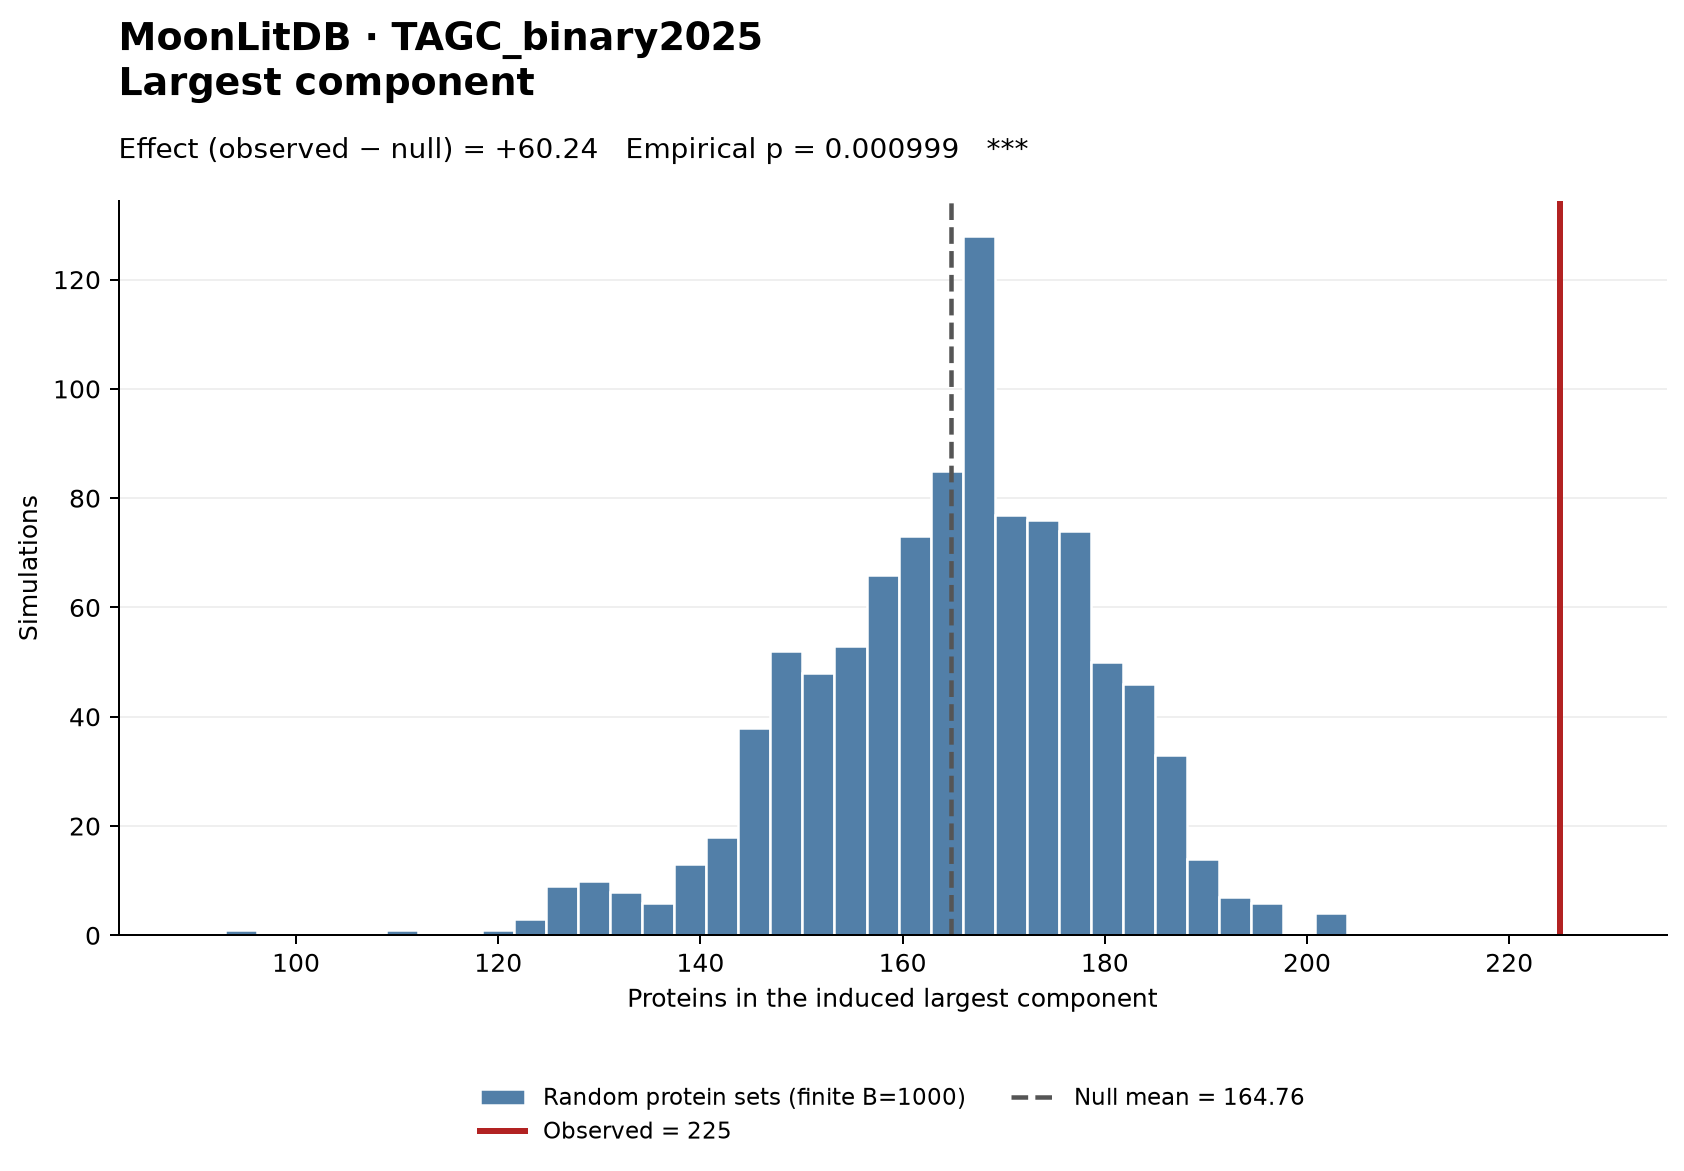 MoonLitDB · TAGC_binary2025
Largest component
Effect (observed − null) = +60.24   Empirical p = 0.000999   ***
120
100
80
60
40
20
0
Simulations
100 120 140 160 180 200 220
Proteins in the induced largest component
Random protein sets (finite B=1000)
Null mean = 164.76
Observed = 225